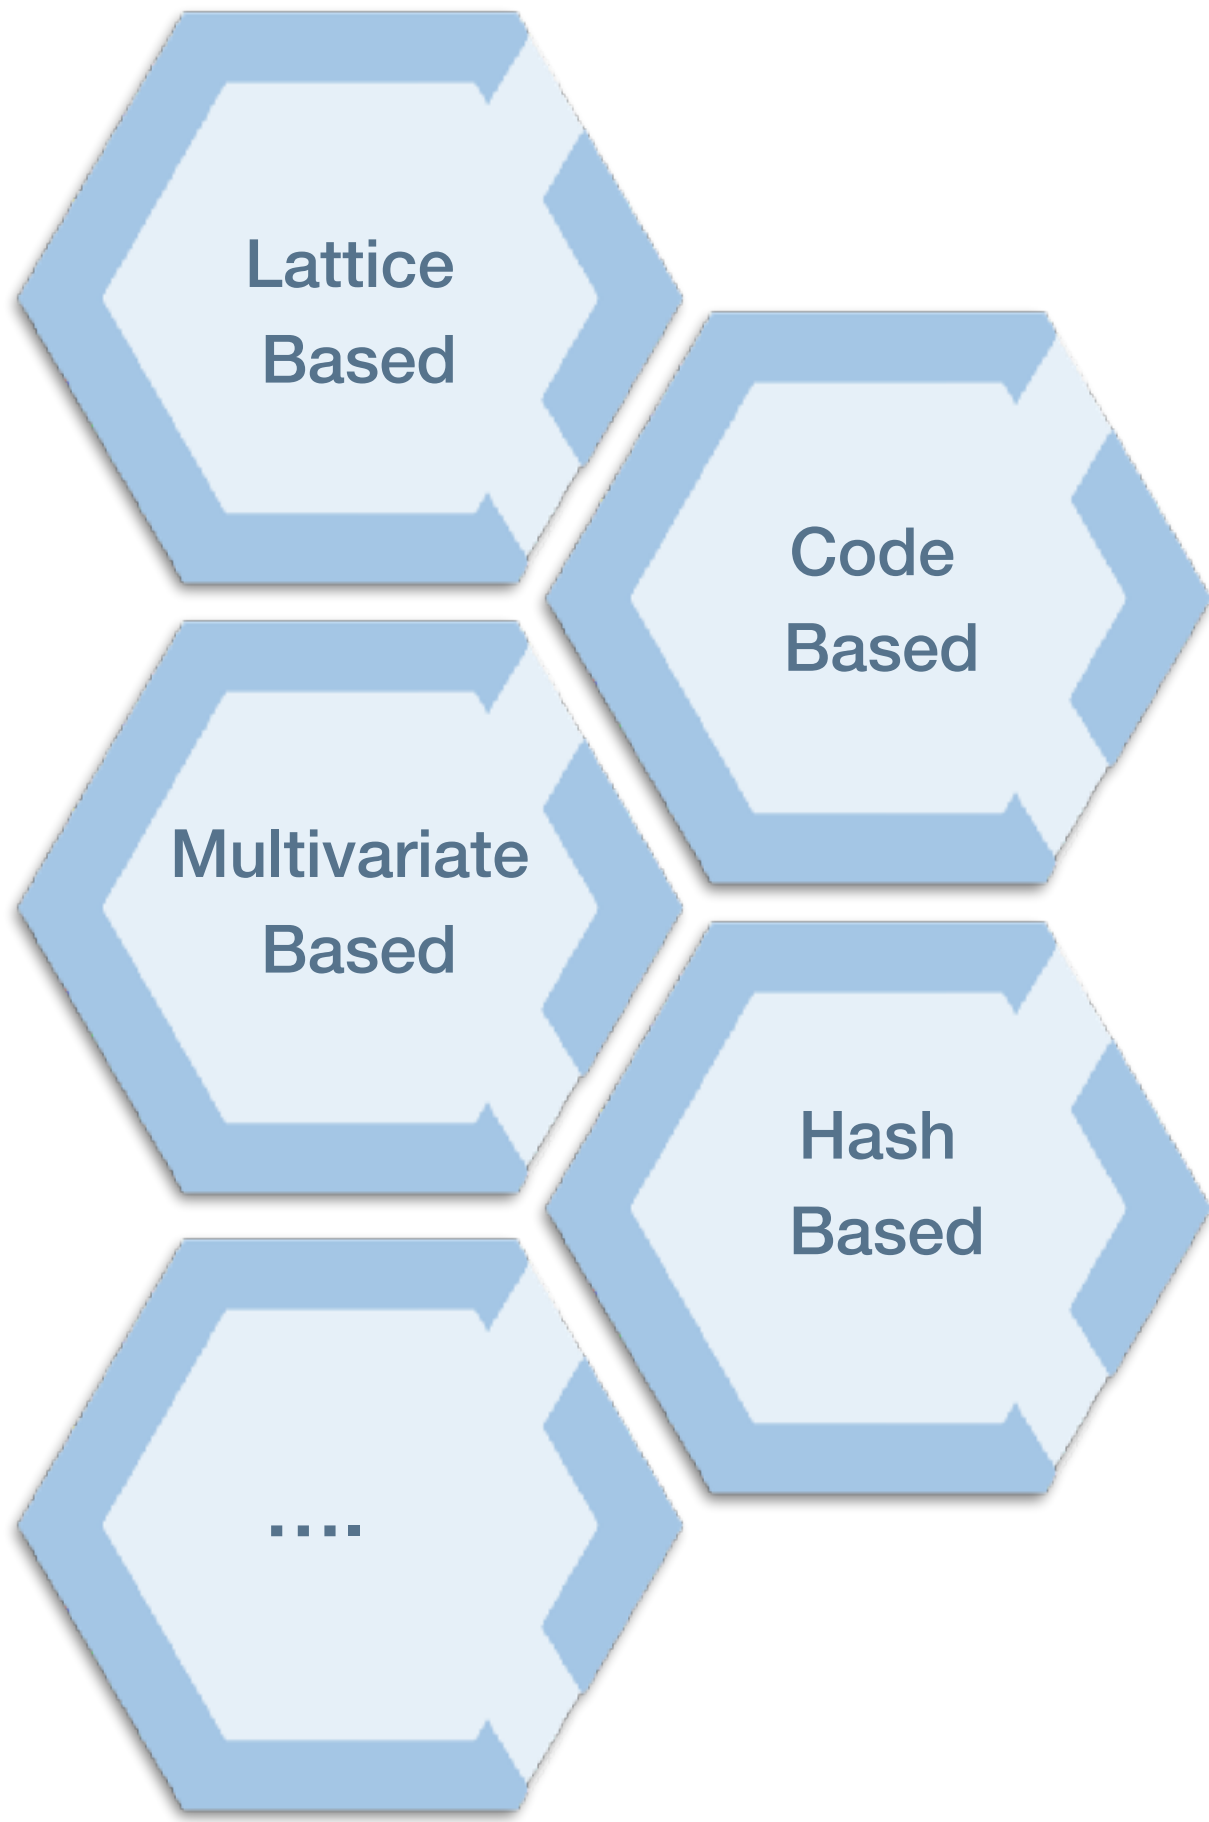 Lattice
Based
Code
Based
Multivariate
Based
Hash
Based
....